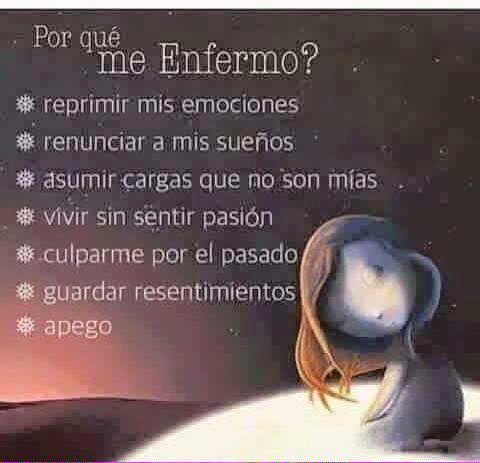 Por qué
me Enfermo?
reprimir mis emociones
renunciar a mis sueños
asumir cargas que no son mías
vivir sin sentir pasión
culparme por el pasado
guardar resentimientos
apego